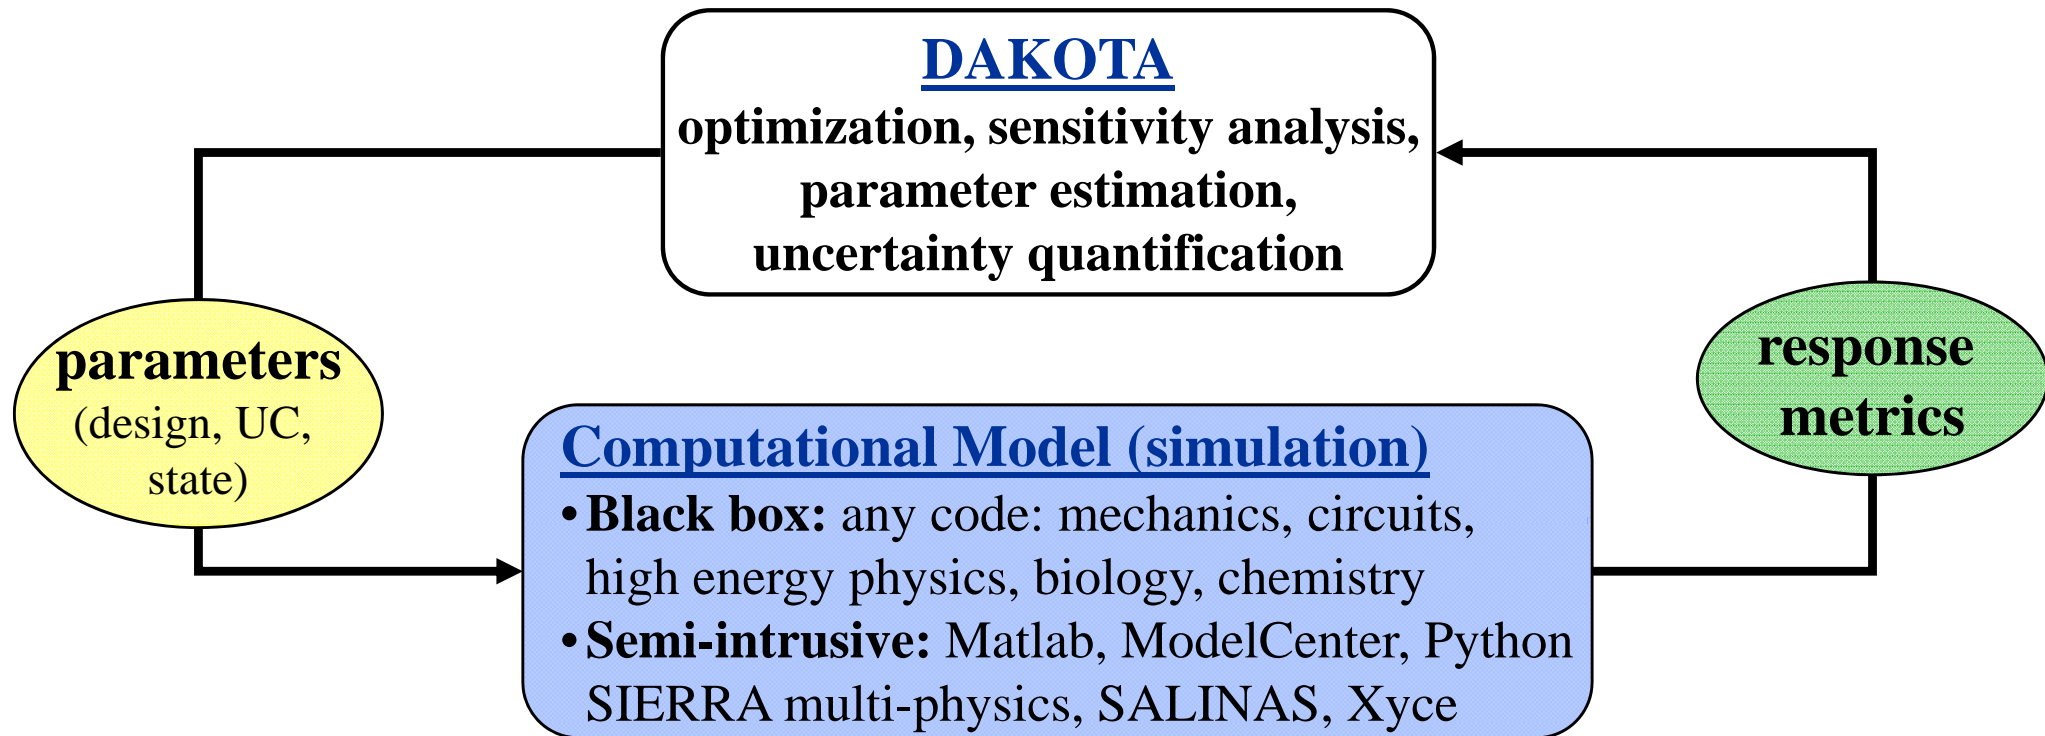 DAKOTA
optimization, sensitivity analysis,
parameter estimation,
uncertainty quantification
parameters
(design, UC,
state)
response
metrics
Computational Model (simulation)
•Black box: any code: mechanics, circuits,
high energy physics, biology, chemistry
•Semi-intrusive: Matlab, ModelCenter, Python
SIERRA multi-physics, SALINAS, Xyce